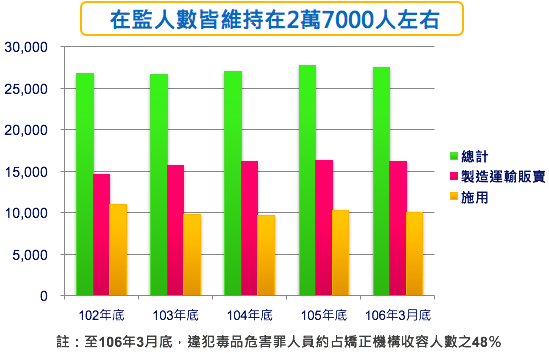 在監人數皆維持在2萬7000人左右
30,000
25,000
20,000
15,000
10,000
5,000
0
總計
製造運輸販賣
施用
102年底 103年底 104年底 105年底 106年3月底
註：至106年3月底，違犯毒品危害罪人員約占矯正機構收容人數之48%